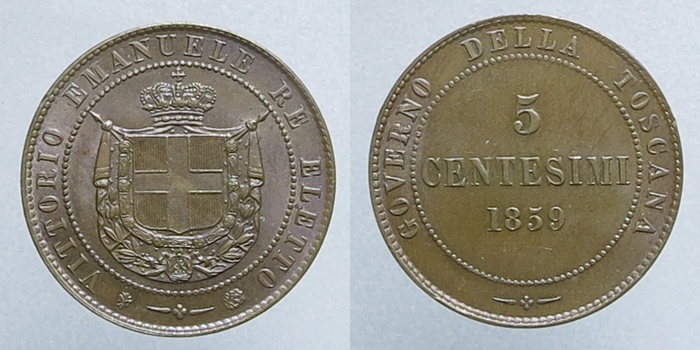 VITTORIO EMANUELE RE ELETTO
GOVERNO DELLA TOSCANA
5
CENTESIMI
1859